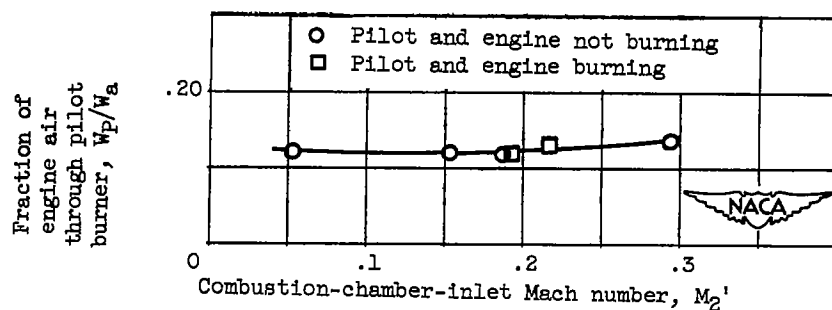 Pilot and engine not burning
Pilot and engine burning
Fraction of
engine air
through pilot
burner, Wp/Wa
.20
0
NACA
0 .1 .2 .3
Combustion-chamber-inlet Mach number, M2'